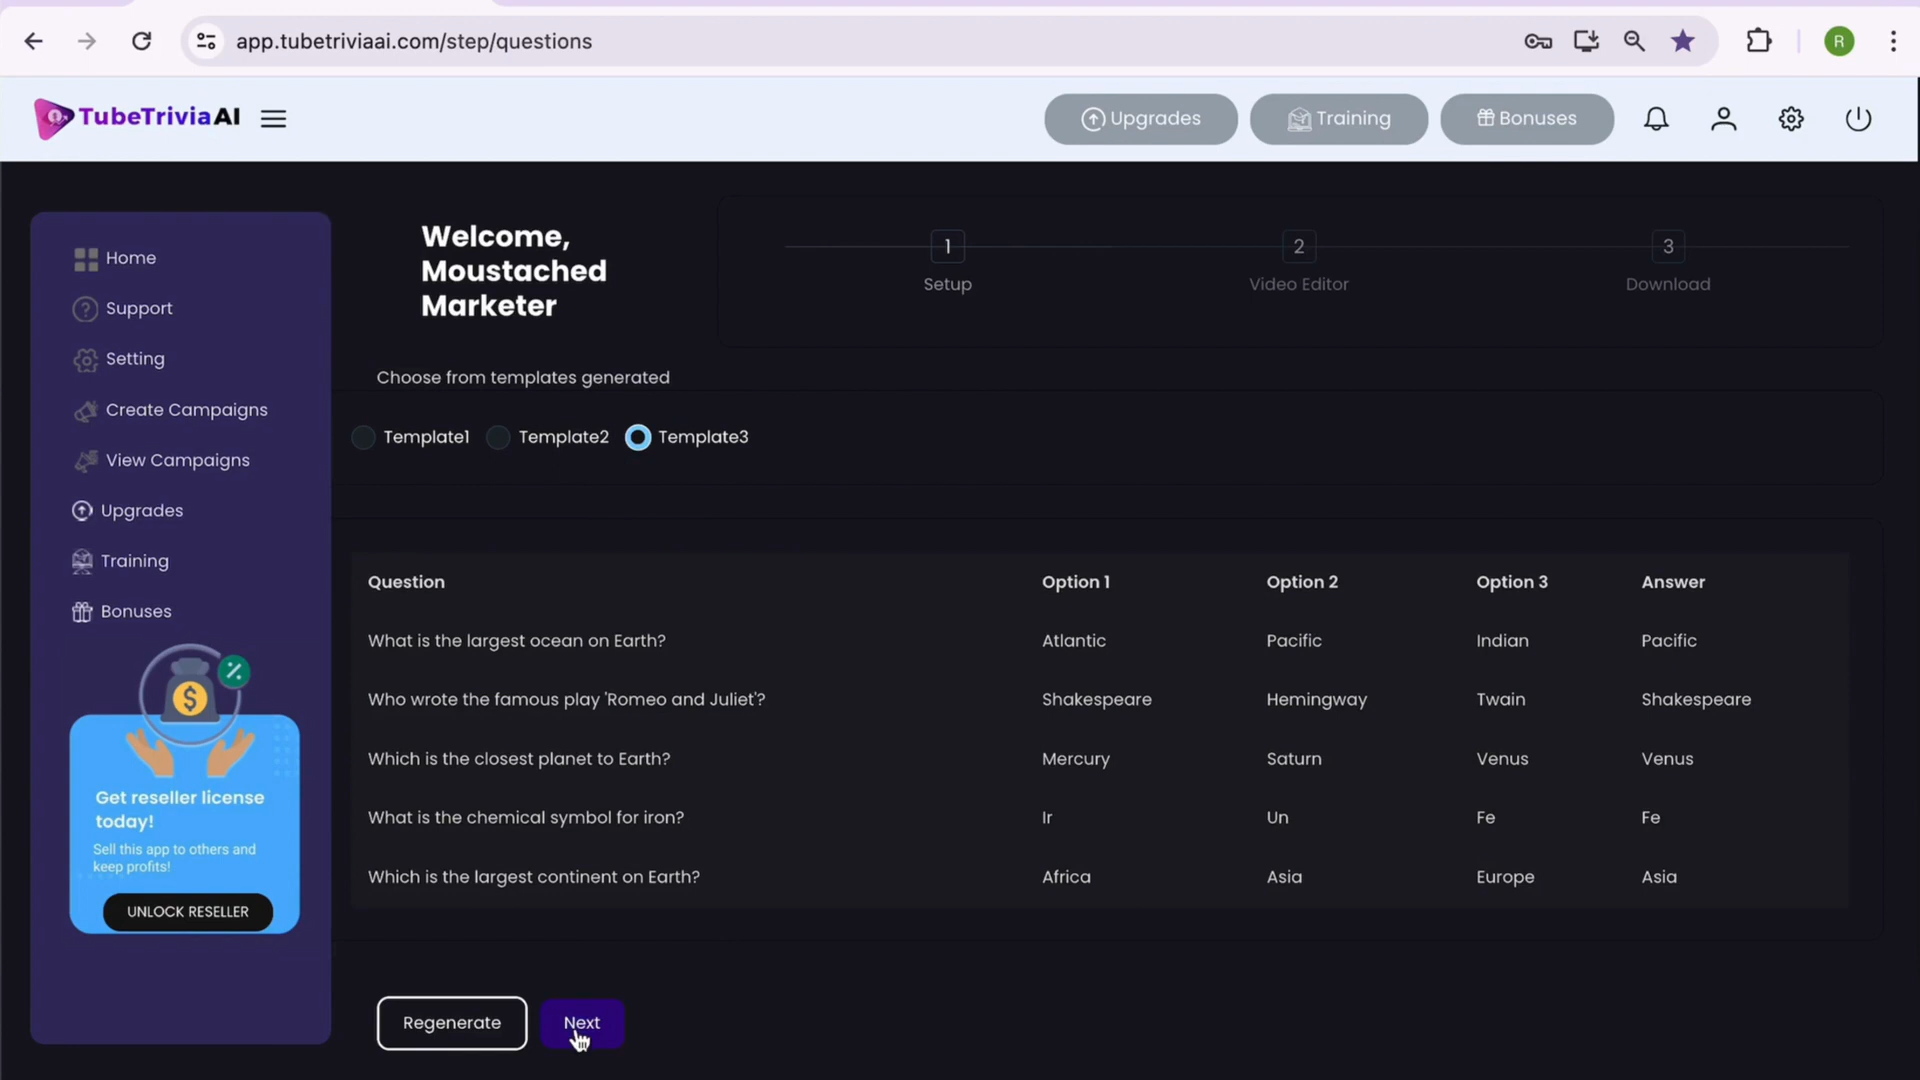 app.tubetriviaai.com/step/questions
R
TubeTriviaAI
Upgrades
Training
Bonuses
Home
Support
Setting
Create Campaigns
View Campaigns
Upgrades
Training
Bonuses
%
$
Get reseller license
today!
Sell this app to others and
keep profits!
UNLOCK RESELLER
Welcome,
Moustached
Marketer
1
Setup
2
Video Editor
3
Download
Choose from templates generated
Template1 Template2 Template3
Question Option 1 Option 2 Option 3 Answer
What is the largest ocean on Earth? Atlantic Pacific Indian Pacific
Who wrote the famous play 'Romeo and Juliet'? Shakespeare Hemingway Twain Shakespeare
Which is the closest planet to Earth? Mercury Saturn Venus Venus
What is the chemical symbol for iron? Ir Un Fe Fe
Which is the largest continent on Earth? Africa Asia Europe Asia
Regenerate
Next